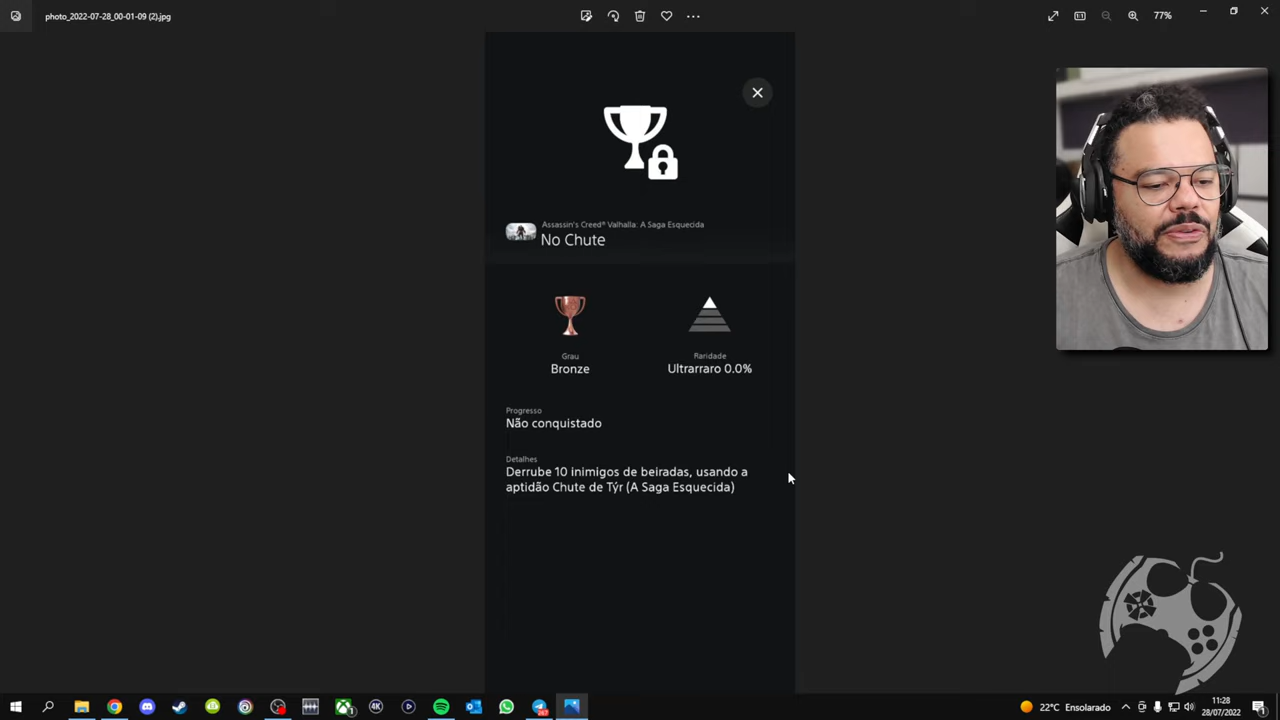 photo_2022-07-28_00-01-09 (2).jpg
77%
Assassin's Creed® Valhalla: A Saga Esquecida
No Chute
Grau
Bronze
Raridade
Ultrarraro 0.0%
Progresso
Não conquistado
Detalhes
Derrube 10 inimigos de beiradas, usando a
aptidão Chute de Týr (A Saga Esquecida)
22°C Ensolarado
11:28
28/07/2022